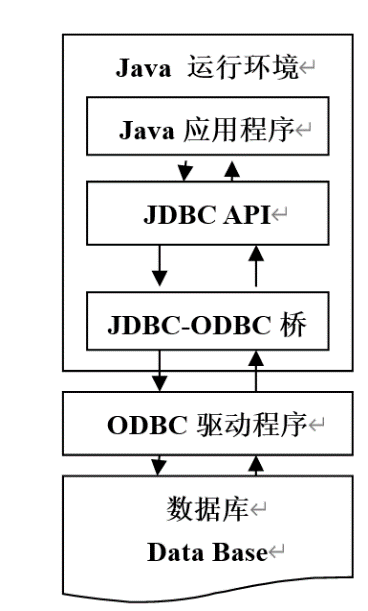 Java 运行环境
Java 应用程序
JDBC API
JDBC-ODBC 桥
ODBC 驱动程序
数据库
Data Base